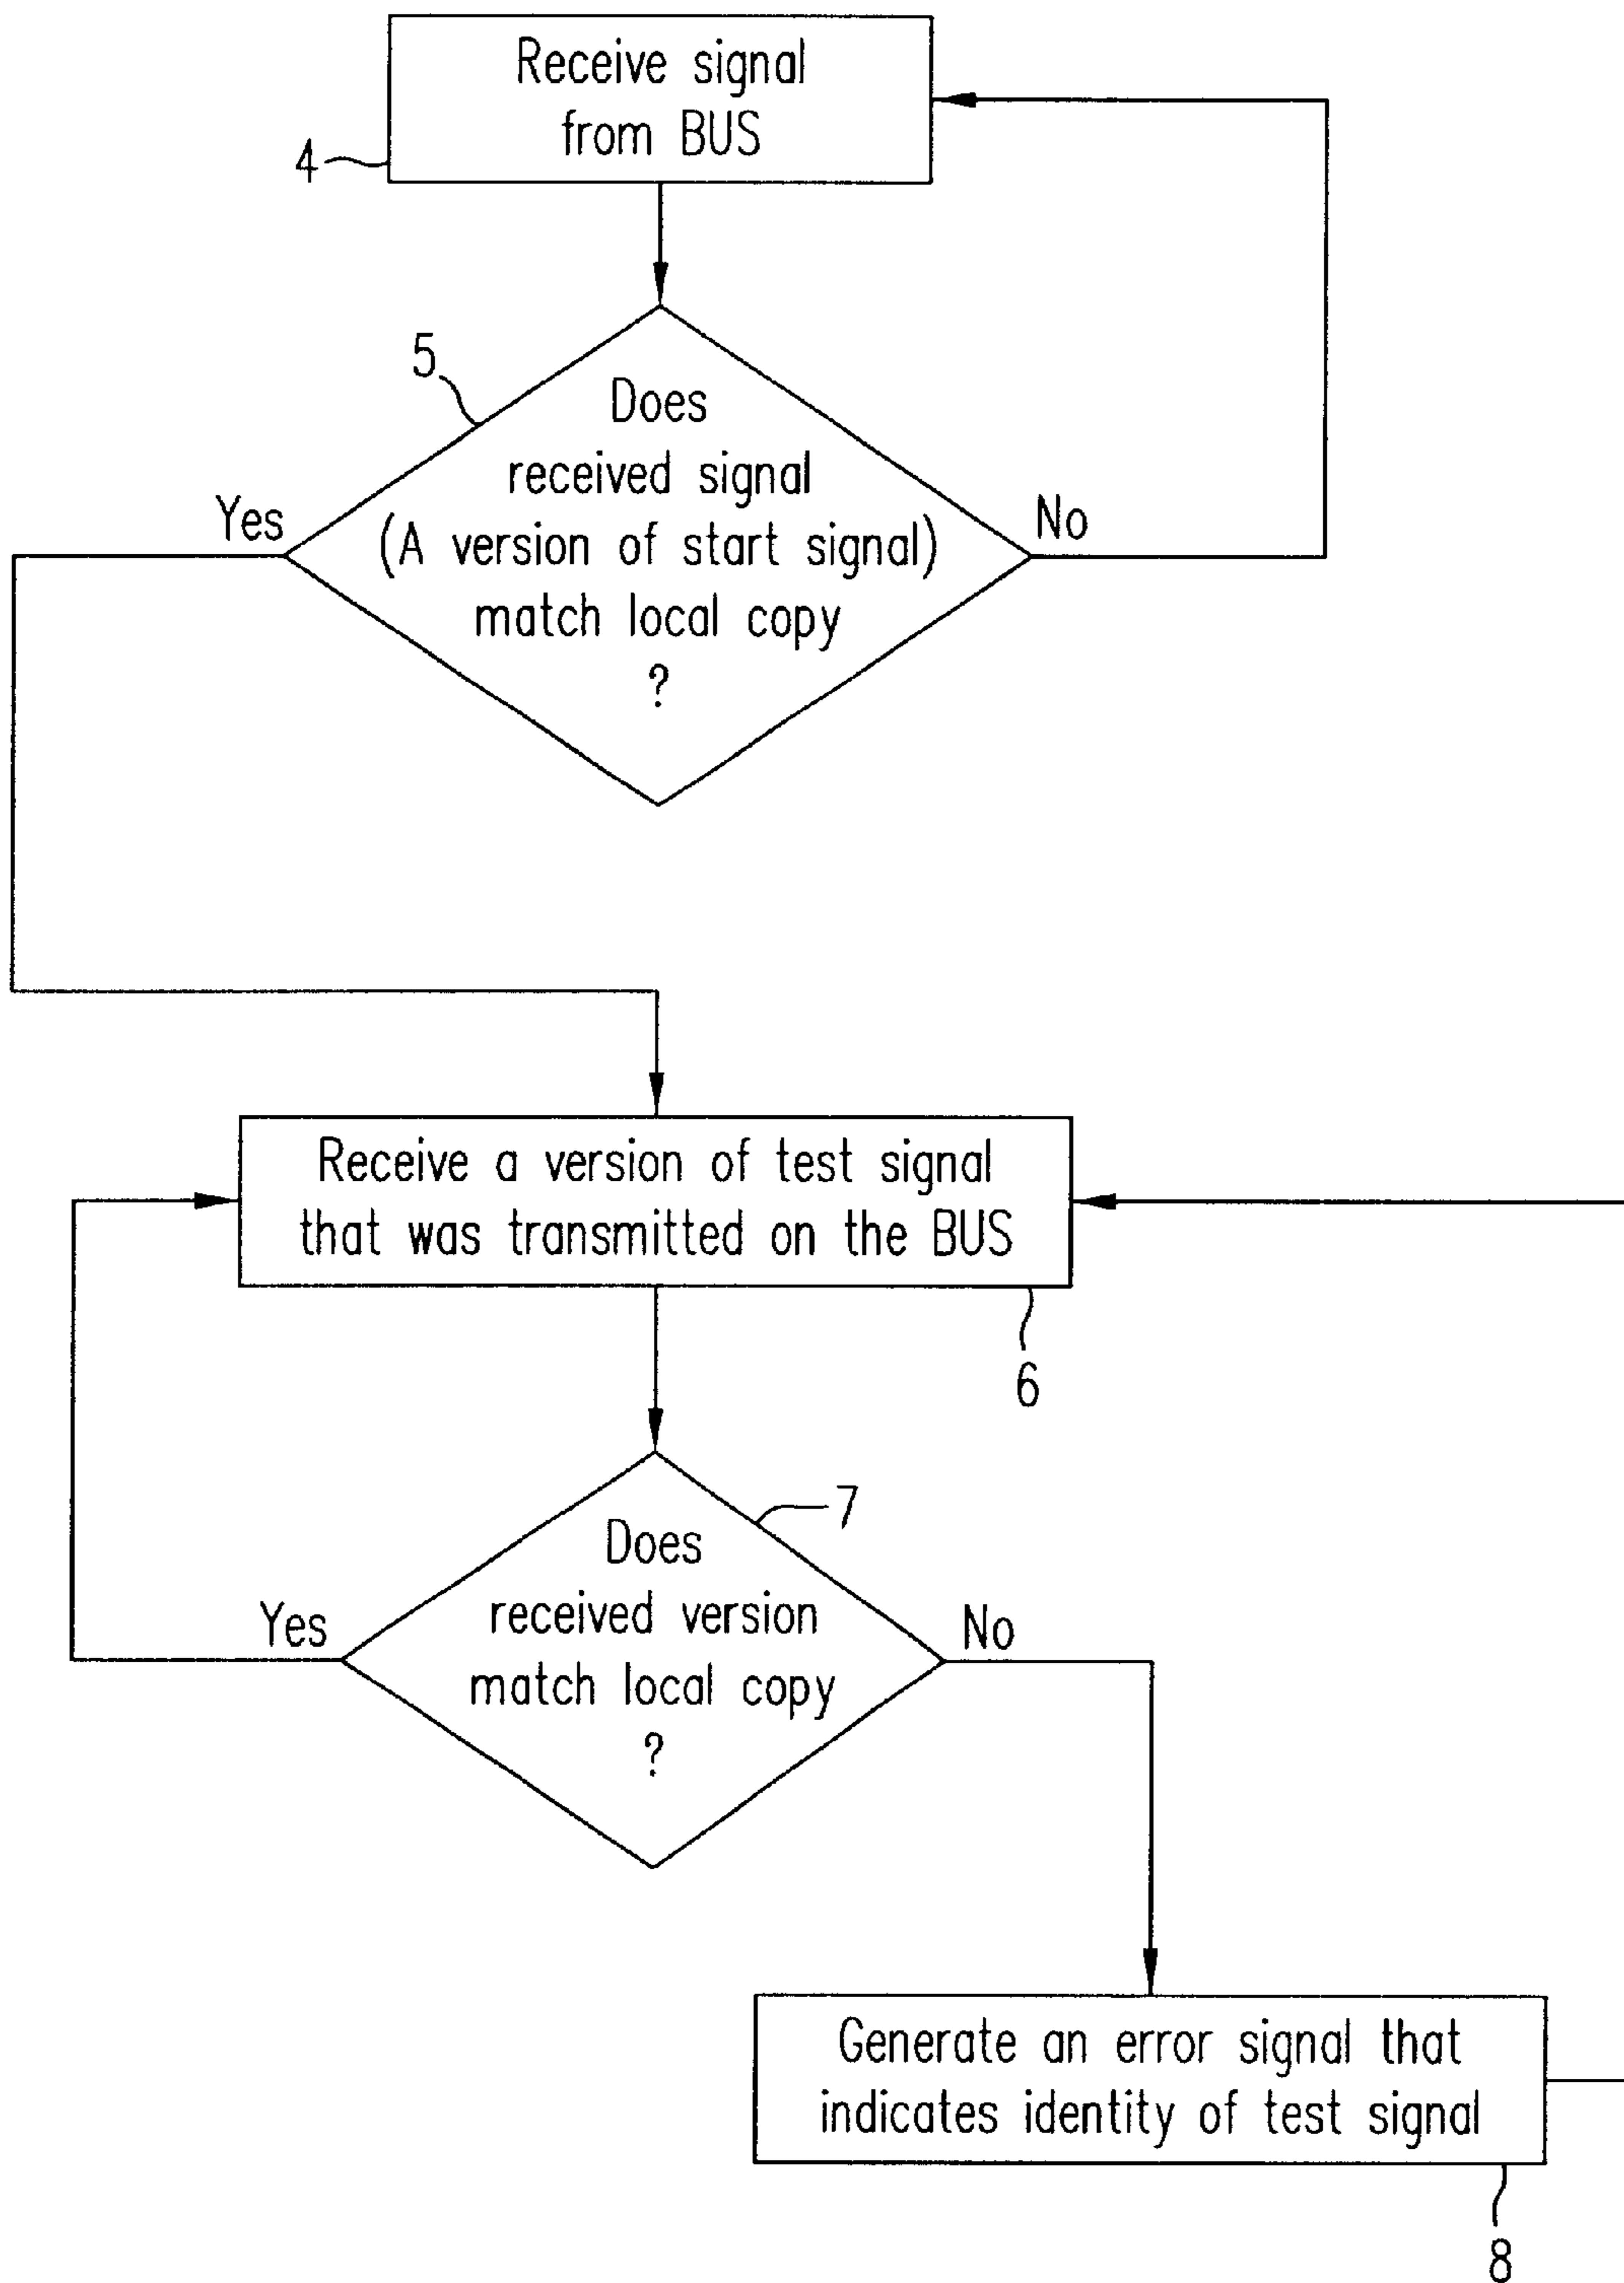 Receive signal
from BUS
4
5
Does
received signal
(A version of start signal)
match local copy
?
Yes
No
Receive a version of test signal
that was transmitted on the BUS
6
7
Does
received version
match local copy
?
Yes
No
Generate an error signal that
indicates identity of test signal
8